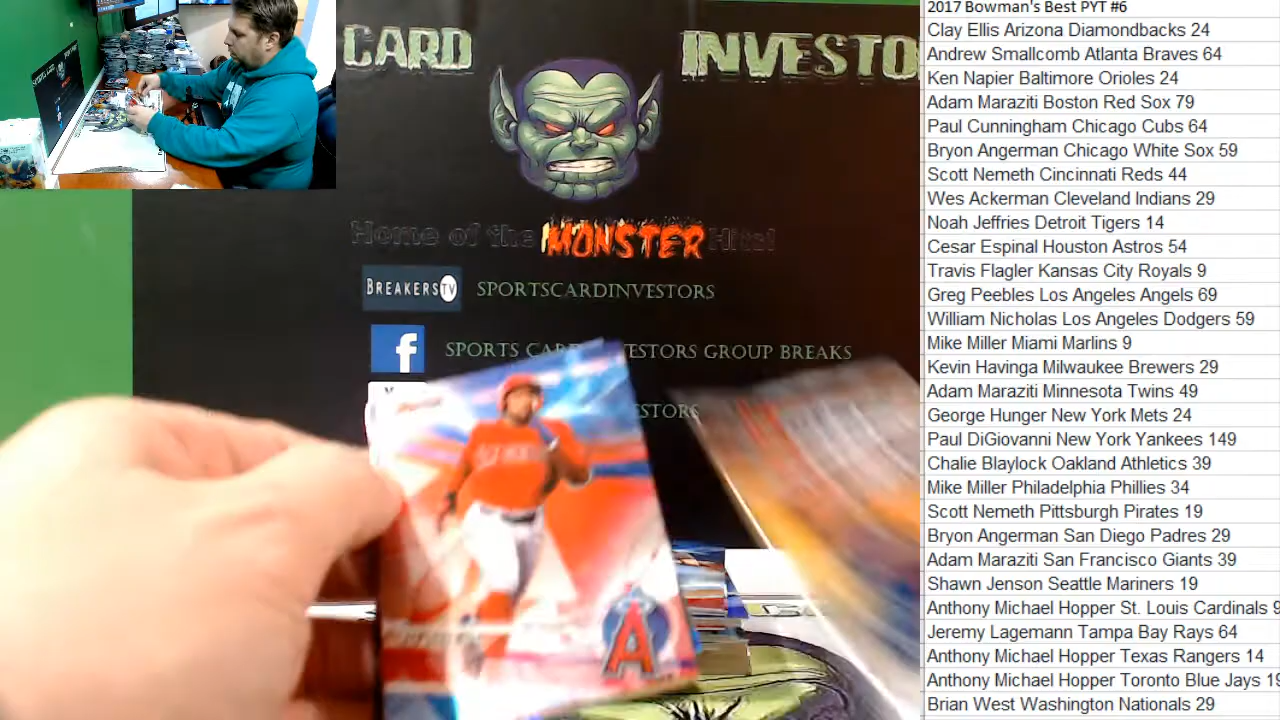 CARD INVESTO
Home of the MONSTER Hits!
BREAKERSTV SPORTSCARDINVESTORS
f SPORTS CARD INVESTORS GROUP BREAKS
ESTORS
A
2017 Bowman's Best PYT #6
Clay Ellis Arizona Diamondbacks 24
Andrew Smallcomb Atlanta Braves 64
Ken Napier Baltimore Orioles 24
Adam Maraziti Boston Red Sox 79
Paul Cunningham Chicago Cubs 64
Bryon Angerman Chicago White Sox 59
Scott Nemeth Cincinnati Reds 44
Wes Ackerman Cleveland Indians 29
Noah Jeffries Detroit Tigers 14
Cesar Espinal Houston Astros 54
Travis Flagler Kansas City Royals 9
Greg Peebles Los Angeles Angels 69
William Nicholas Los Angeles Dodgers 59
Mike Miller Miami Marlins 9
Kevin Havinga Milwaukee Brewers 29
Adam Maraziti Minnesota Twins 49
George Hunger New York Mets 24
Paul DiGiovanni New York Yankees 149
Chalie Blaylock Oakland Athletics 39
Mike Miller Philadelphia Phillies 34
Scott Nemeth Pittsburgh Pirates 19
Bryon Angerman San Diego Padres 29
Adam Maraziti San Francisco Giants 39
Shawn Jenson Seattle Mariners 19
Anthony Michael Hopper St. Louis Cardinals 9
Jeremy Lagemann Tampa Bay Rays 64
Anthony Michael Hopper Texas Rangers 14
Anthony Michael Hopper Toronto Blue Jays 19
Brian West Washington Nationals 29